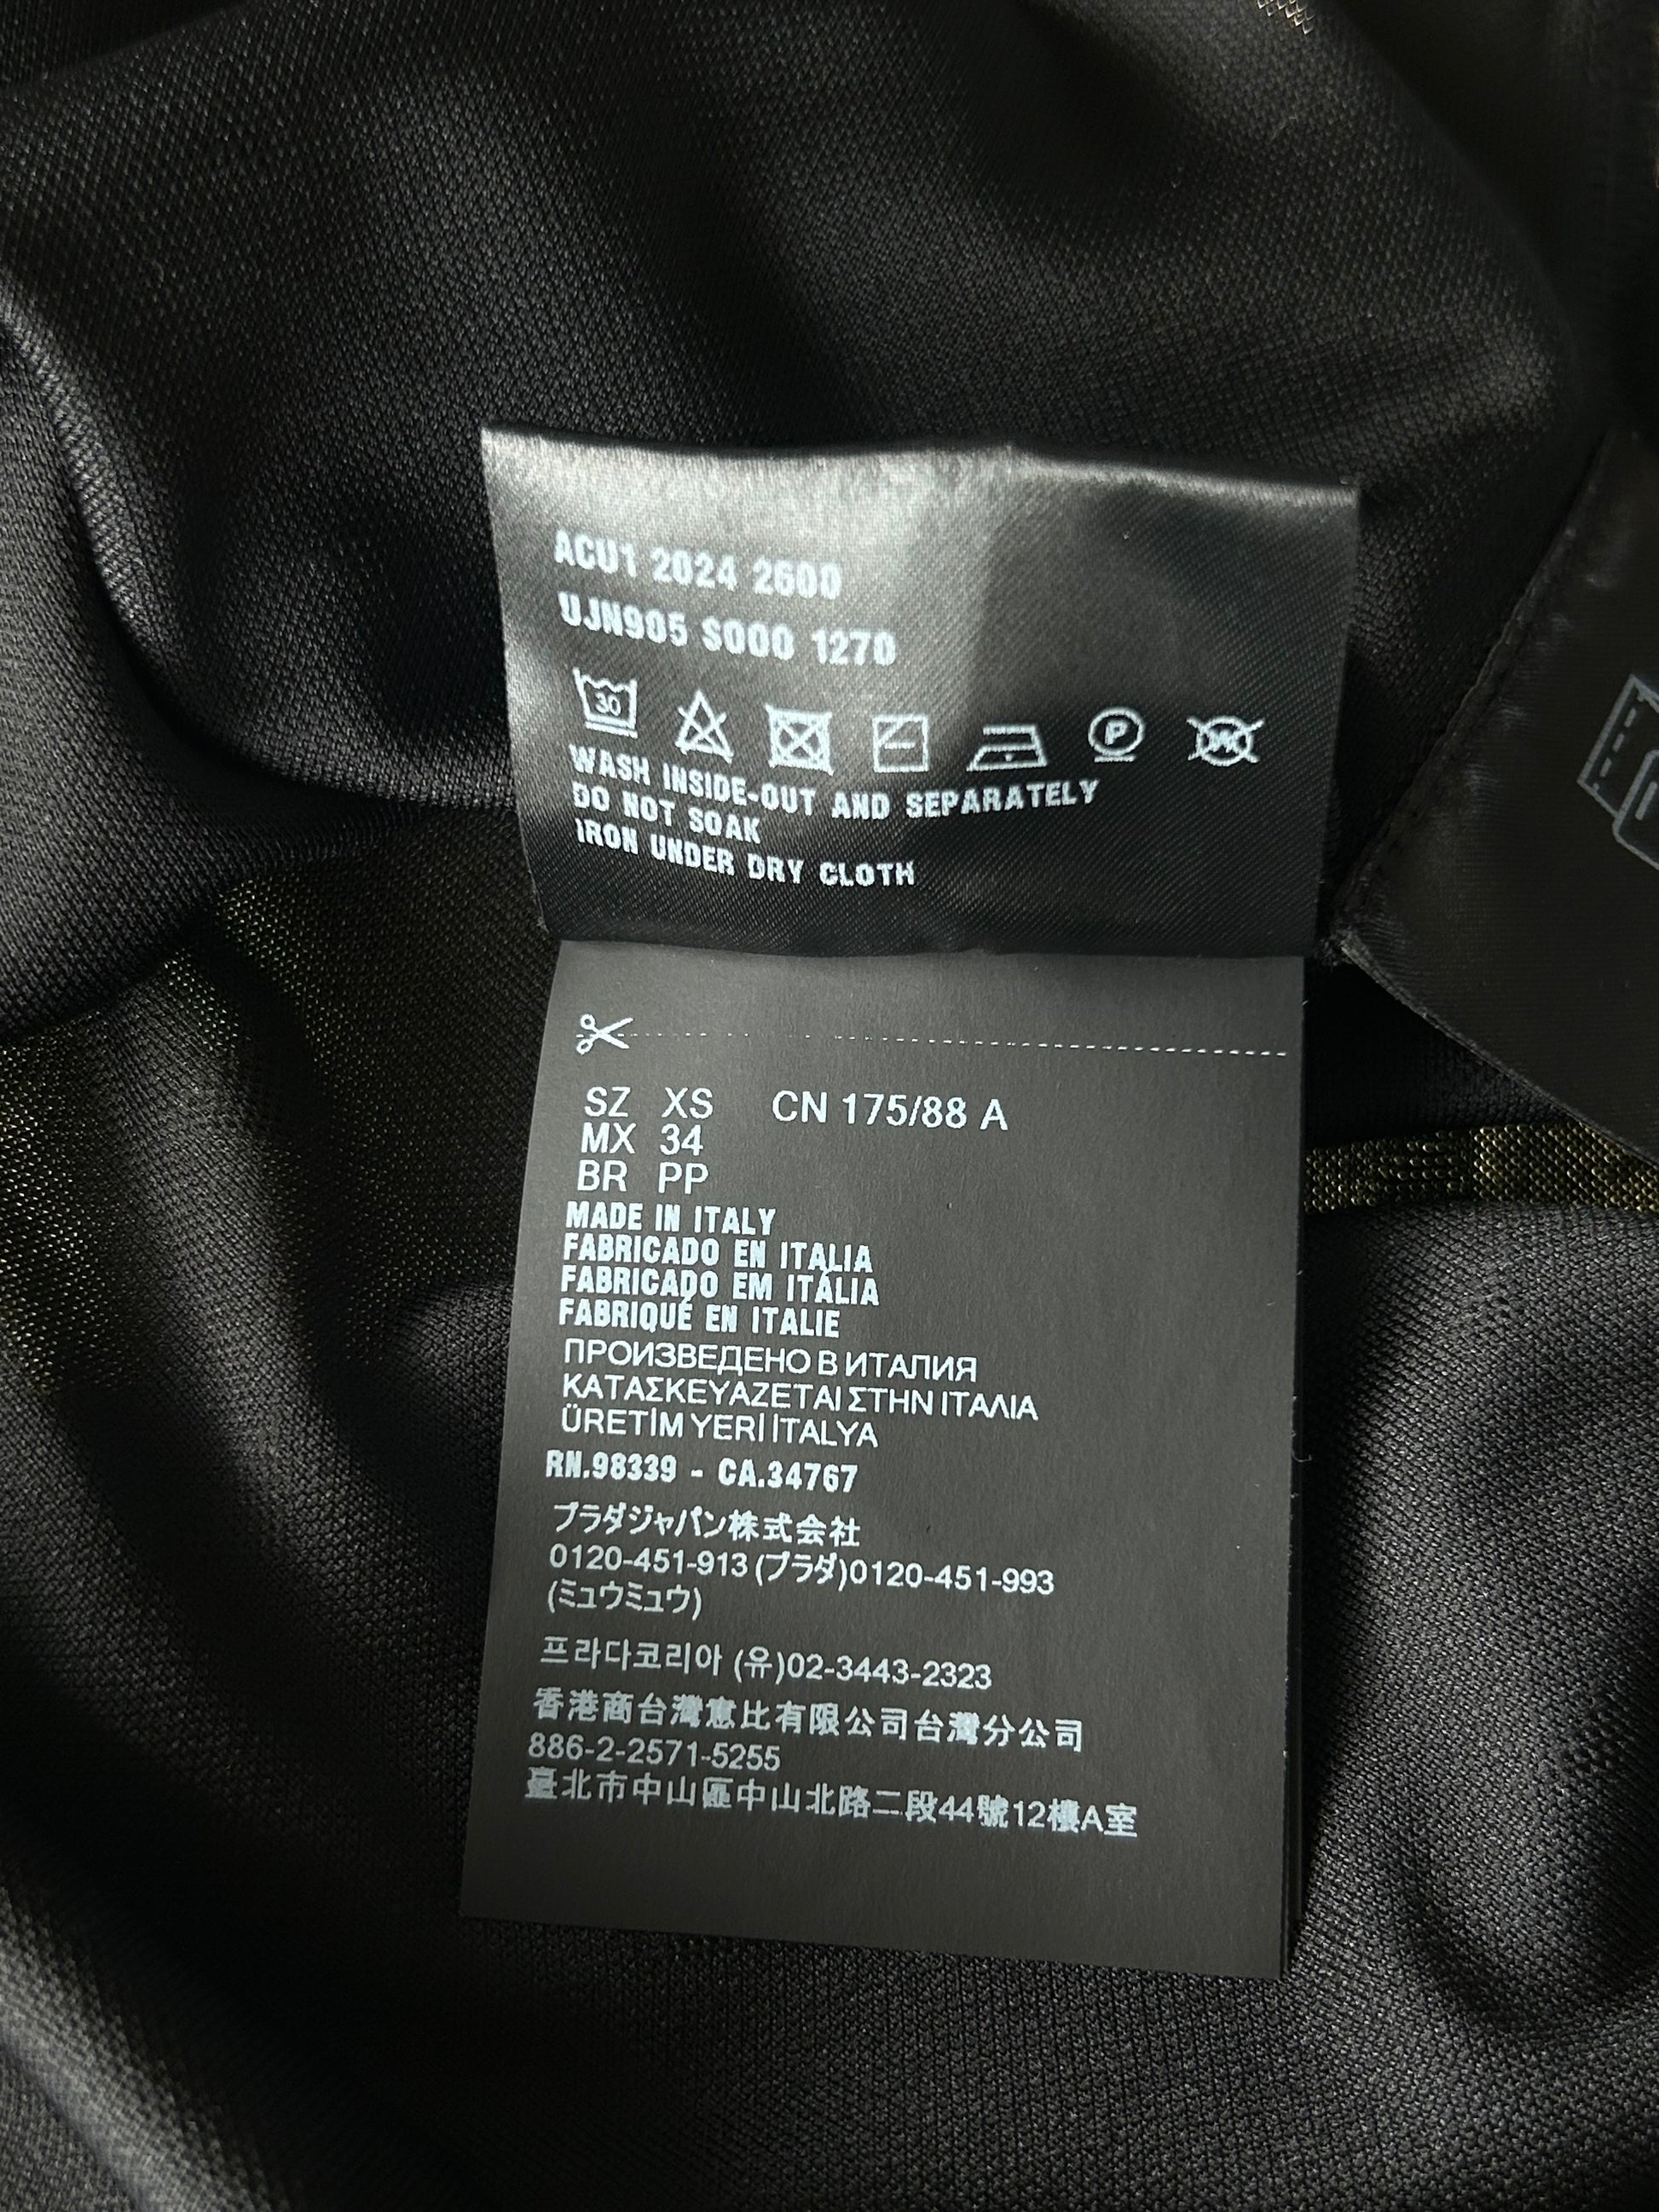 ACU1 2024 2600
UJN905 S000 1270
30
P
WASH INSIDE-OUT AND SEPARATELY
DO NOT SOAK
IRON UNDER DRY CLOTH
SZ XS CN 175/88 A
MX 34
BR PP
MADE IN ITALY
FABRICADO EN ITALIA
FABRICADO EM ITÁLIA
FABRIQUÉ EN ITALIE
ПРОИЗВЕДЕНО В ИТАЛИЯ
ΚΑΤΑΣΚΕΥΑΖΕΤΑΙ ΣΤΗΝ ΙΤΑΛΙΑ
ÜRETİM YERİ İTALYA
RN.98339 - CA.34767
プラダジャパン株式会社
0120-451-913 (プラダ)0120-451-993
(ミュウミュウ)
프라다코리아 (유)02-3443-2323
香港商台灣惠比有限公司台灣分公司
886-2-2571-5255
臺北市中山區中山北路二段44號12樓A室